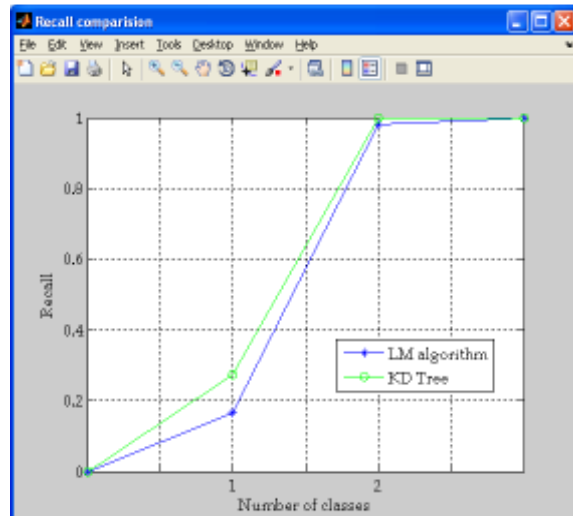 Recall comparision
File Edit View Insert Tools Desktop Window Help
1
0.8
0.6
0.4
0.2
0
Recall
LM algorithm
KD Tree
1 2
Number of classes